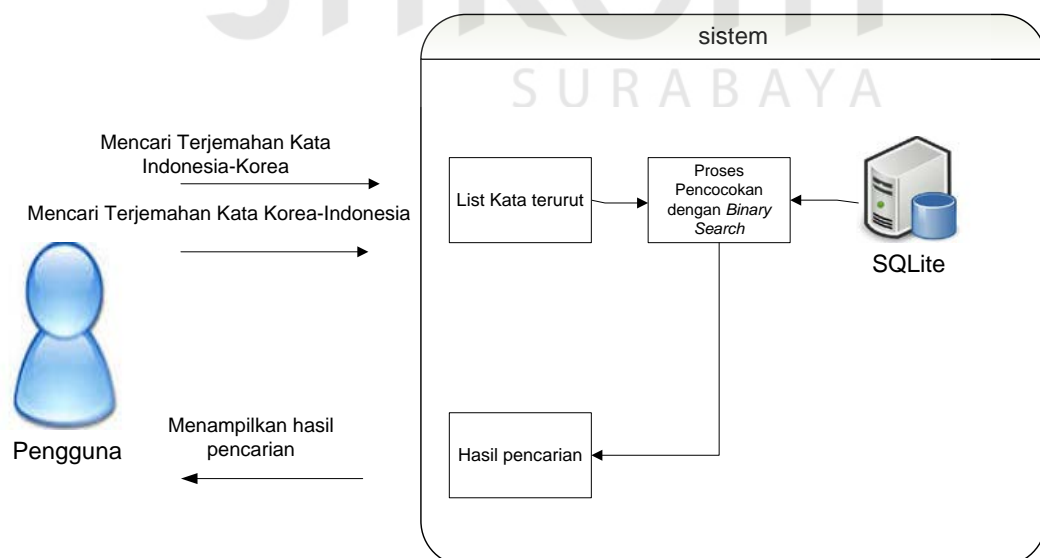 sistem
SURABAYA
Mencari Terjemahan Kata
Indonesia-Korea
Mencari Terjemahan Kata Korea-Indonesia
List Kata terurut
Proses
Pencocokan
dengan Binary
Search
SQLite
Pengguna
Menampilkan hasil
pencarian
Hasil pencarian